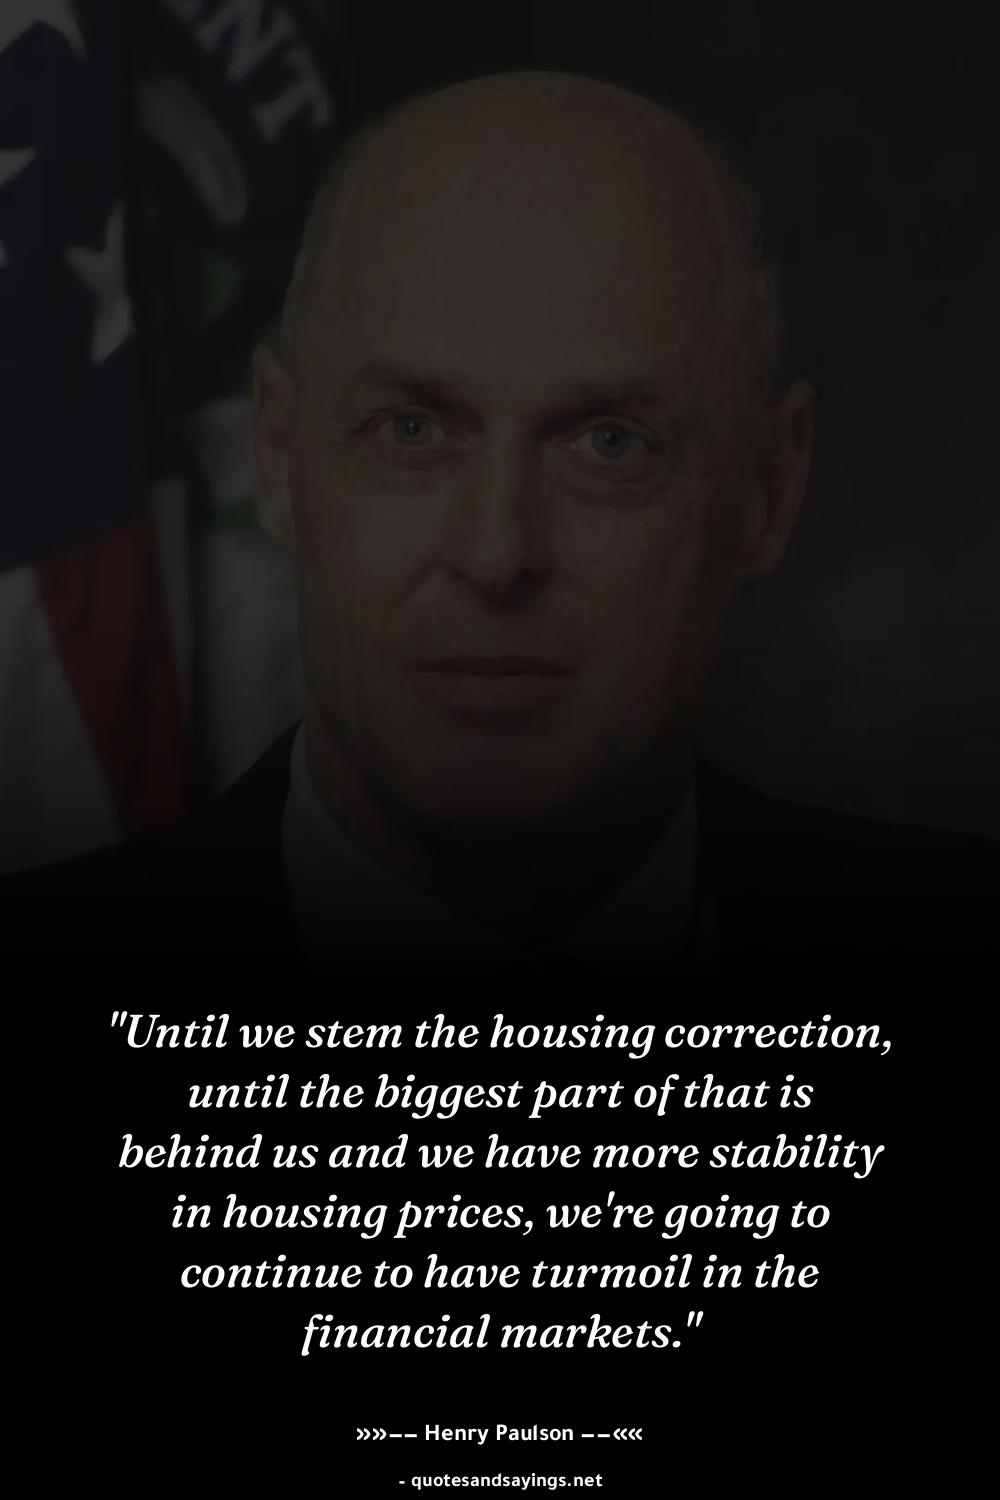 ENT
"Until we stem the housing correction,
until the biggest part of that is
behind us and we have more stability
in housing prices, we're going to
continue to have turmoil in the
financial markets."
»»−− Henry Paulson −−««
- quotesandsayings.net